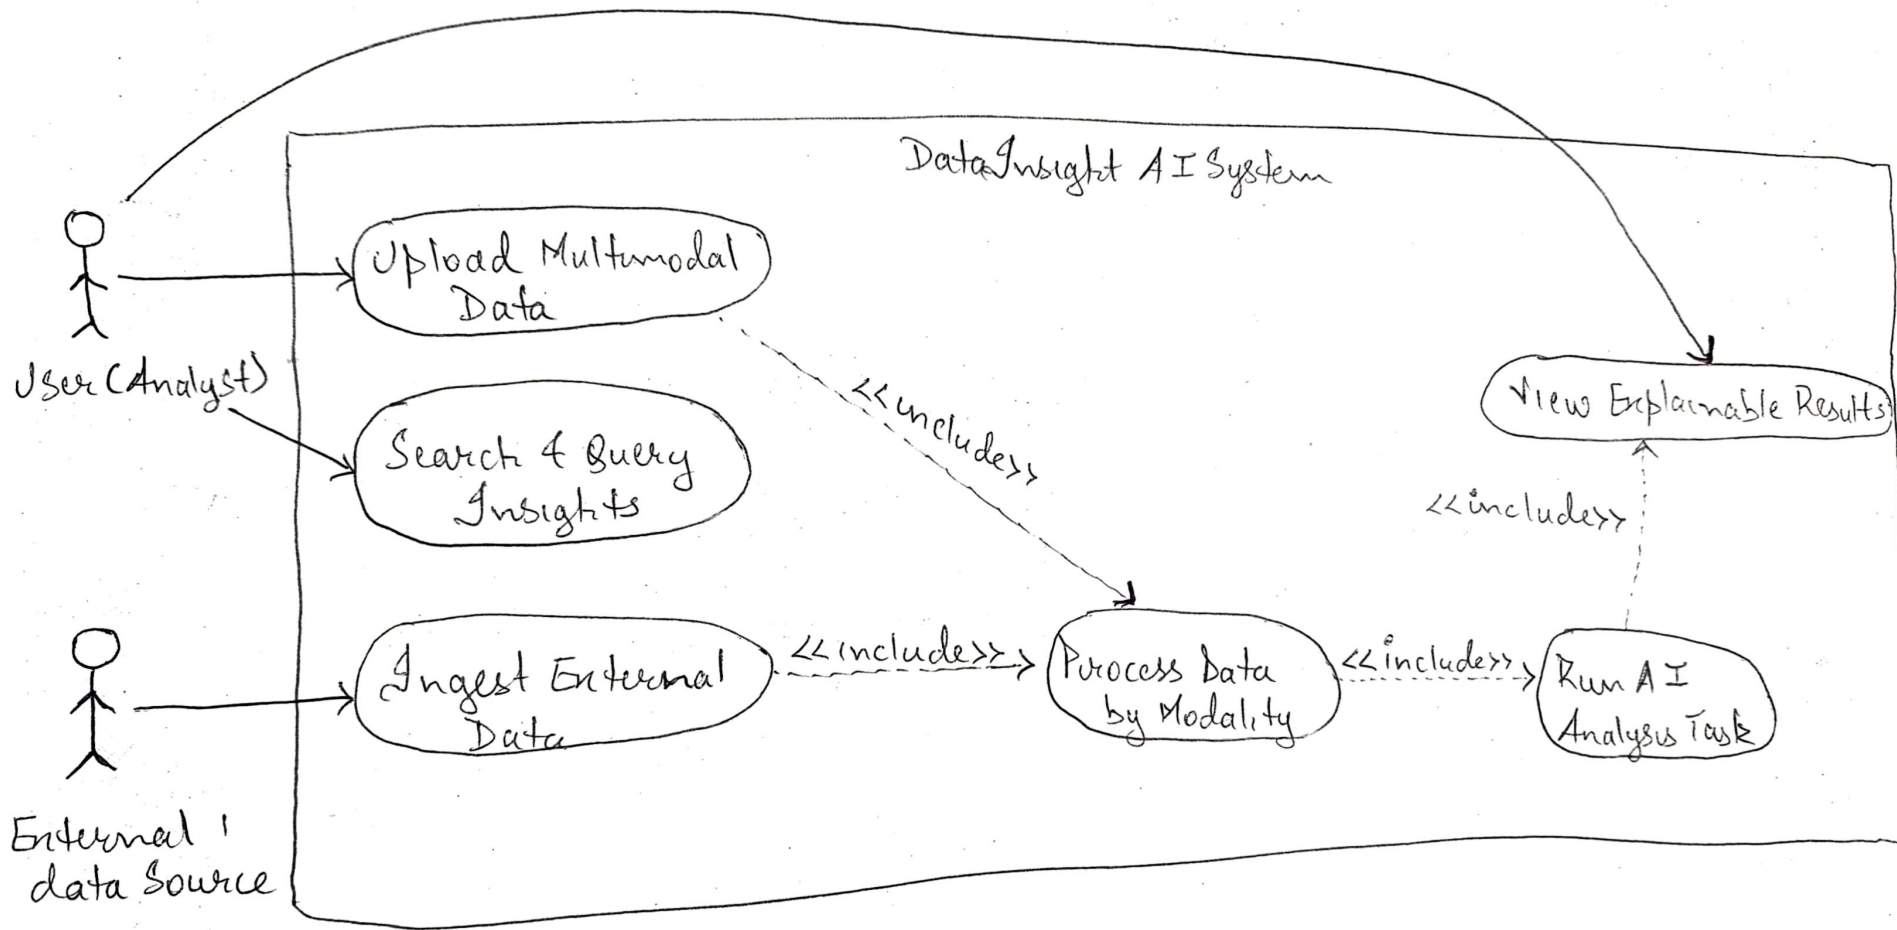 DataInsight AI System
Upload Multimodal
Data
User (Analyst)
<<include>>
View Explainable Results
Search & Query
Insights
<<include>>
Ingest External
Data
<<include>>
Process Data
by Modality
<<include>>
Run AI
Analysis Task
External
data Source